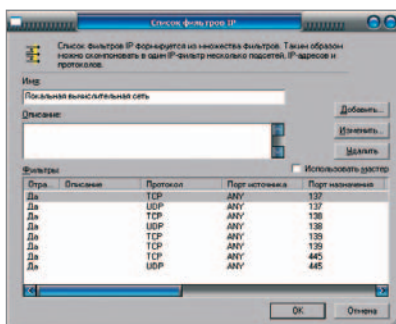 Список фильтров IP
Список фильтров IP формируется из множества фильтров. Таким образом
можно скомпоновать в один IP-фильтр несколько подсетей, IP-адресов и
протоколов.
Имя:
Локальная вычислительная сеть
Добавить...
Описание:
Изменить...
Удалить
Фильтры:
Использовать мастер
Отра... Описание Протокол Порт источника Порт назначения
Да TCP ANY 137
Да UDP ANY 137
Да TCP ANY 138
Да UDP ANY 138
Да UDP ANY 139
Да TCP ANY 139
Да TCP ANY 445
Да UDP ANY 445
OK Отмена